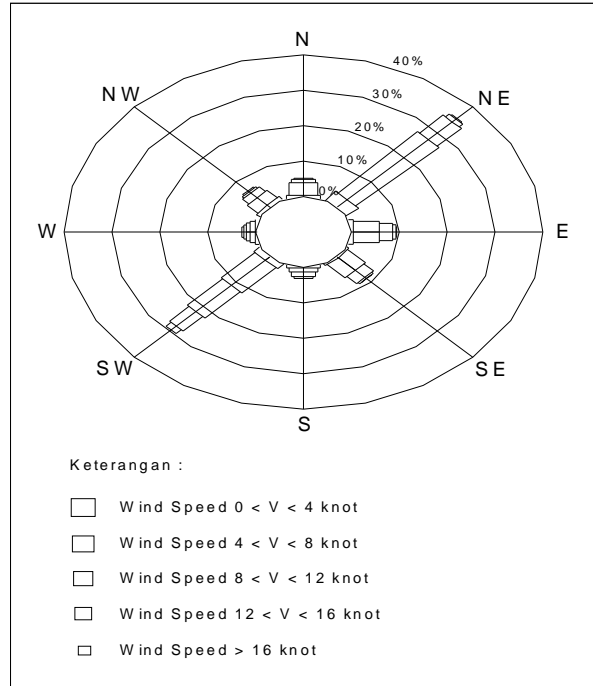 N
40%
NW
30%
NE
20%
10%
0%
W
E
SW
SE
S
Keterangan :
Wind Speed 0 < V < 4 knot
Wind Speed 4 < V < 8 knot
Wind Speed 8 < V < 12 knot
Wind Speed 12 < V < 16 knot
Wind Speed > 16 knot